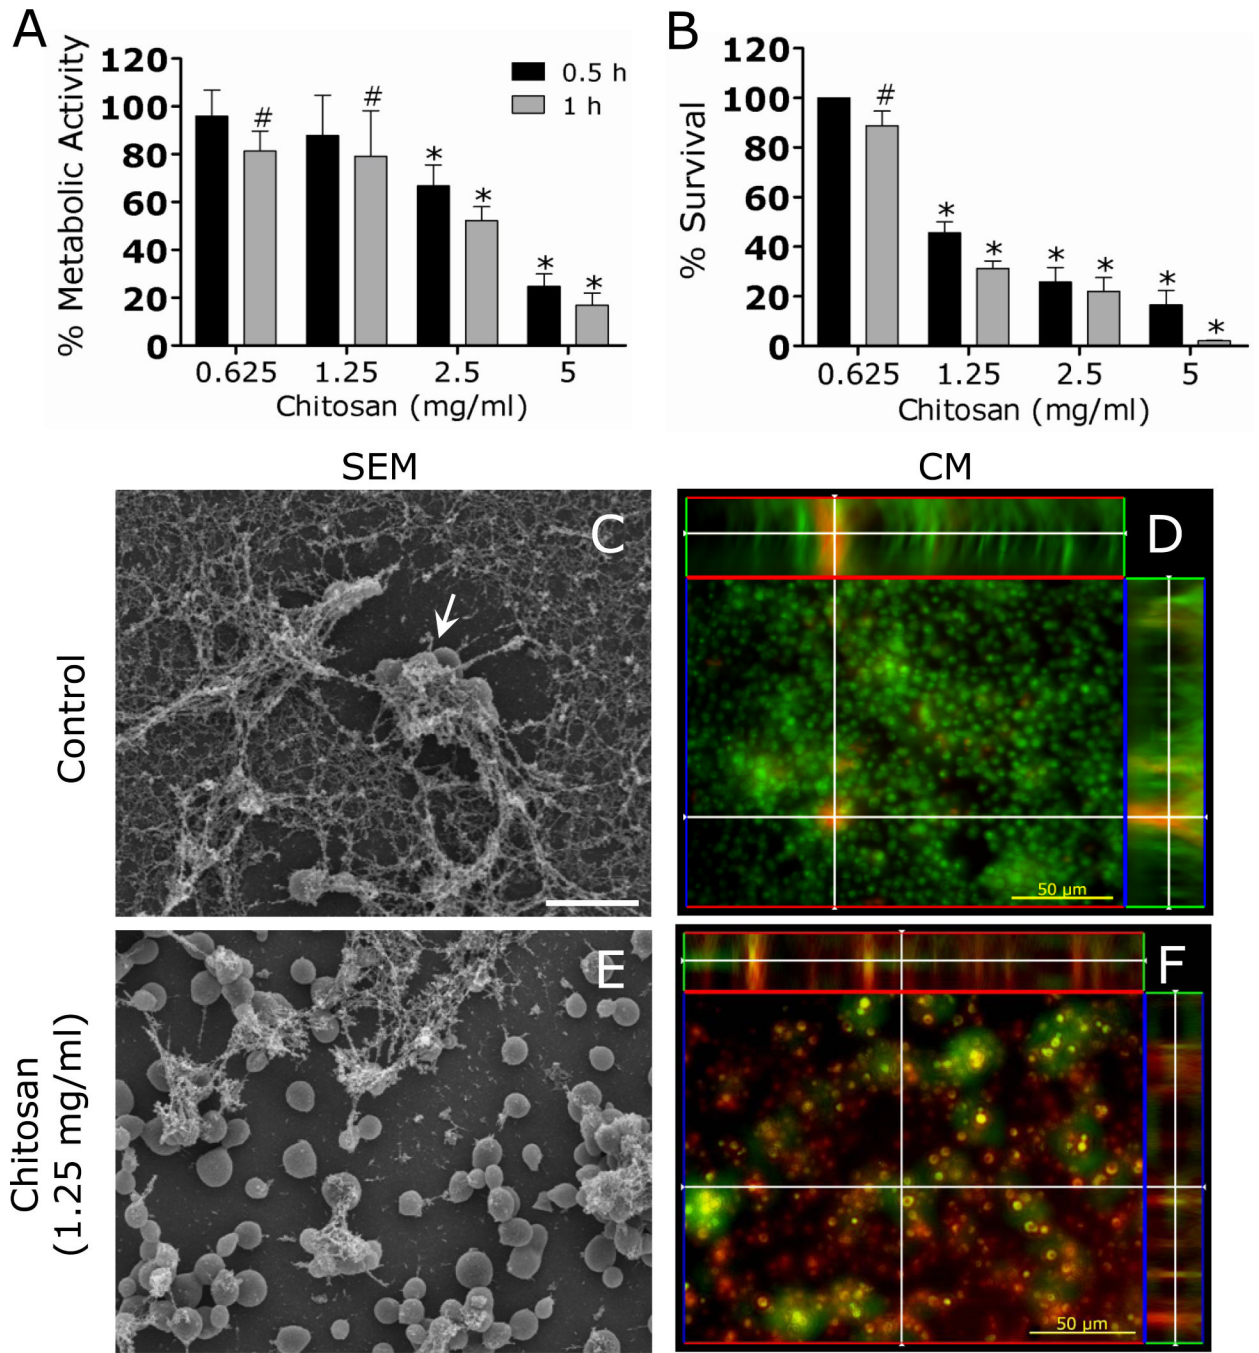 A
% Metabolic Activity
120
100
80
60
40
20
0
#
#
*
*
*
*
0.5 h
1 h
0.625
1.25
2.5
5
Chitosan (mg/ml)
B
% Survival
120
100
80
60
40
20
0
#
*
*
*
*
*
*
0.625
1.25
2.5
5
Chitosan (mg/ml)
SEM
CM
Control
C
D
50 µm
Chitosan
(1.25 mg/ml)
E
F
50 µm